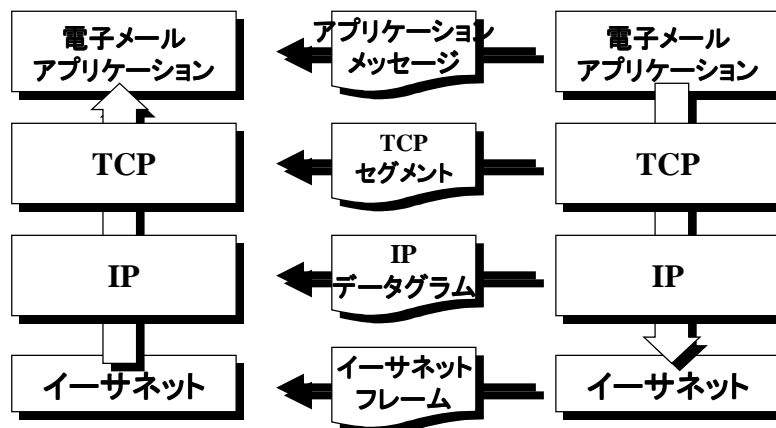 電子メール
アプリケーション
アプリケーション
メッセージ
電子メール
アプリケーション
TCP
TCP
セグメント
TCP
IP
IP
データグラム
IP
イーサネット
イーサネット
フレーム
イーサネット